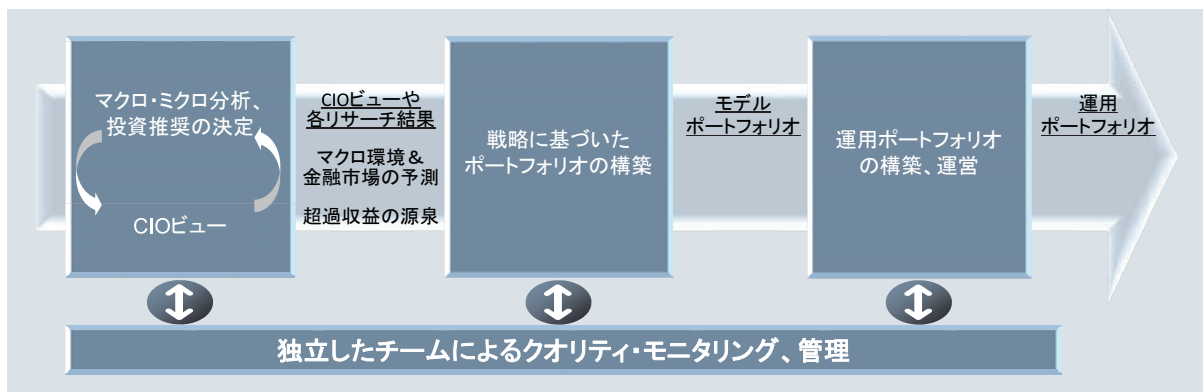 マクロ・ミクロ分析、
投資推奨の決定
CIOビュー
CIOビューや
各リサーチ結果
マクロ環境＆
金融市場の予測
超過収益の源泉
戦略に基づいた
ポートフォリオの構築
モデル
ポートフォリオ
運用ポートフォリオ
の構築、運営
運用
ポートフォリオ
独立したチームによるクオリティ・モニタリング、管理